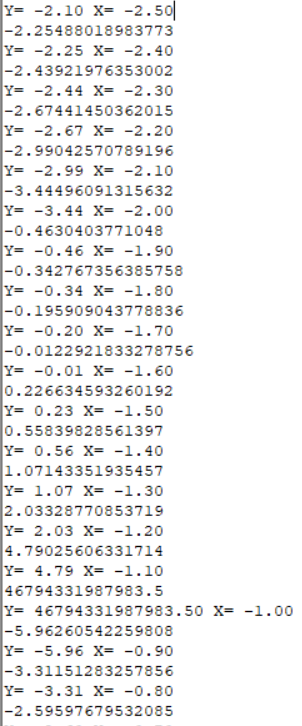 Y= -2.10 X= -2.50
-2.25488018983773
Y= -2.25 X= -2.40
-2.43921976353002
Y= -2.44 X= -2.30
-2.67441450362015
Y= -2.67 X= -2.20
-2.99042570789196
Y= -2.99 X= -2.10
-3.44496091315632
Y= -3.44 X= -2.00
-0.4630403771048
Y= -0.46 X= -1.90
-0.342767356385758
Y= -0.34 X= -1.80
-0.195909043778836
Y= -0.20 X= -1.70
-0.0122921833278756
Y= -0.01 X= -1.60
0.226634593260192
Y= 0.23 X= -1.50
0.55839828561397
Y= 0.56 X= -1.40
1.07143351935457
Y= 1.07 X= -1.30
2.03328770853719
Y= 2.03 X= -1.20
4.79025606331714
Y= 4.79 X= -1.10
46794331987983.5
Y= 46794331987983.50 X= -1.00
-5.96260542259808
Y= -5.96 X= -0.90
-3.31151283257856
Y= -3.31 X= -0.80
-2.59597679532085